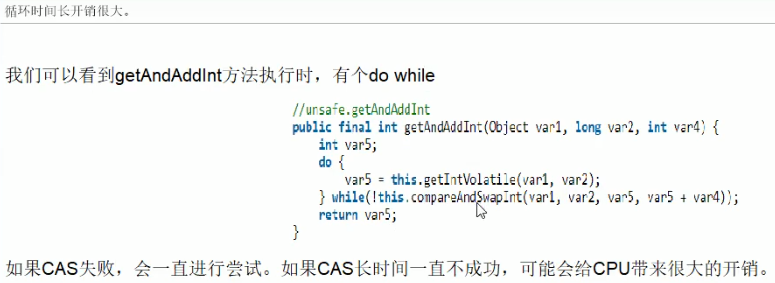 循环时间长开销很大。
我们可以看到getAndAddInt方法执行时，有个do while
//unsafe.getAndAddInt
public final int getAndAddInt(Object var1, long var2, int var4) {
int var5;
do {
var5 = this.getIntVolatile(var1, var2);
} while(!this.compareAndSwapInt(var1, var2, var5, var5 + var4));
return var5;
}
如果CAS失败，会一直进行尝试。如果CAS长时间一直不成功，可能会给CPU带来很大的开销。